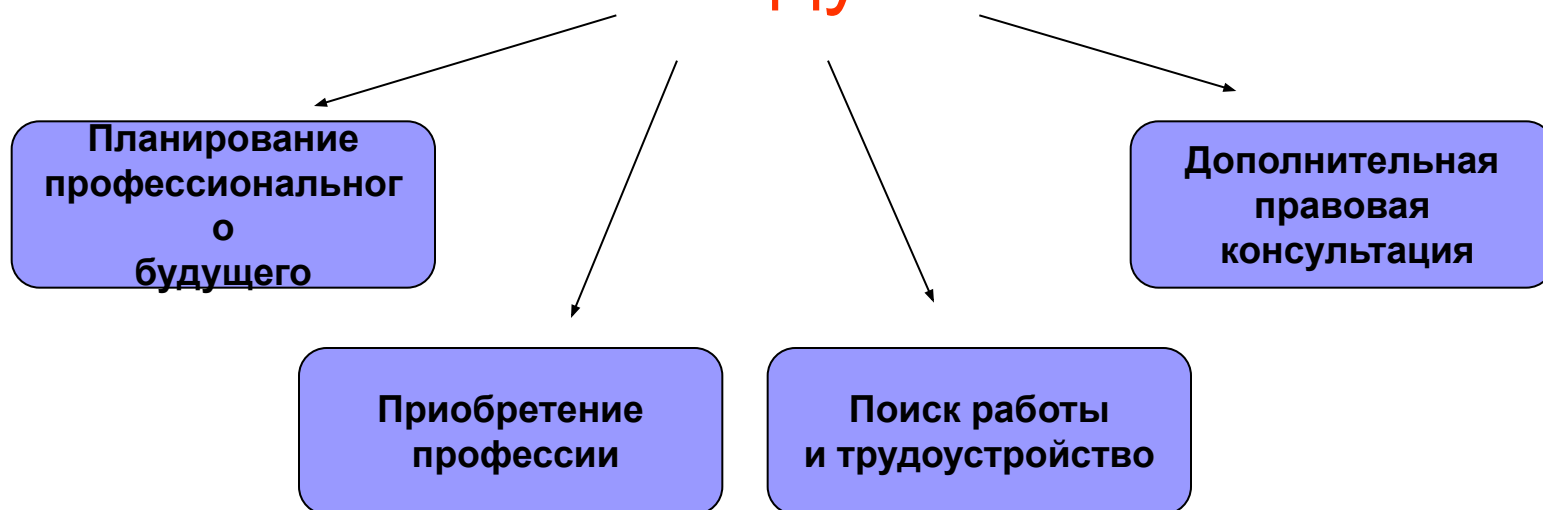 Планирование
профессиональног
о
будущего
Дополнительная
правовая
консультация
Приобретение
профессии
Поиск работы
и трудоустройство